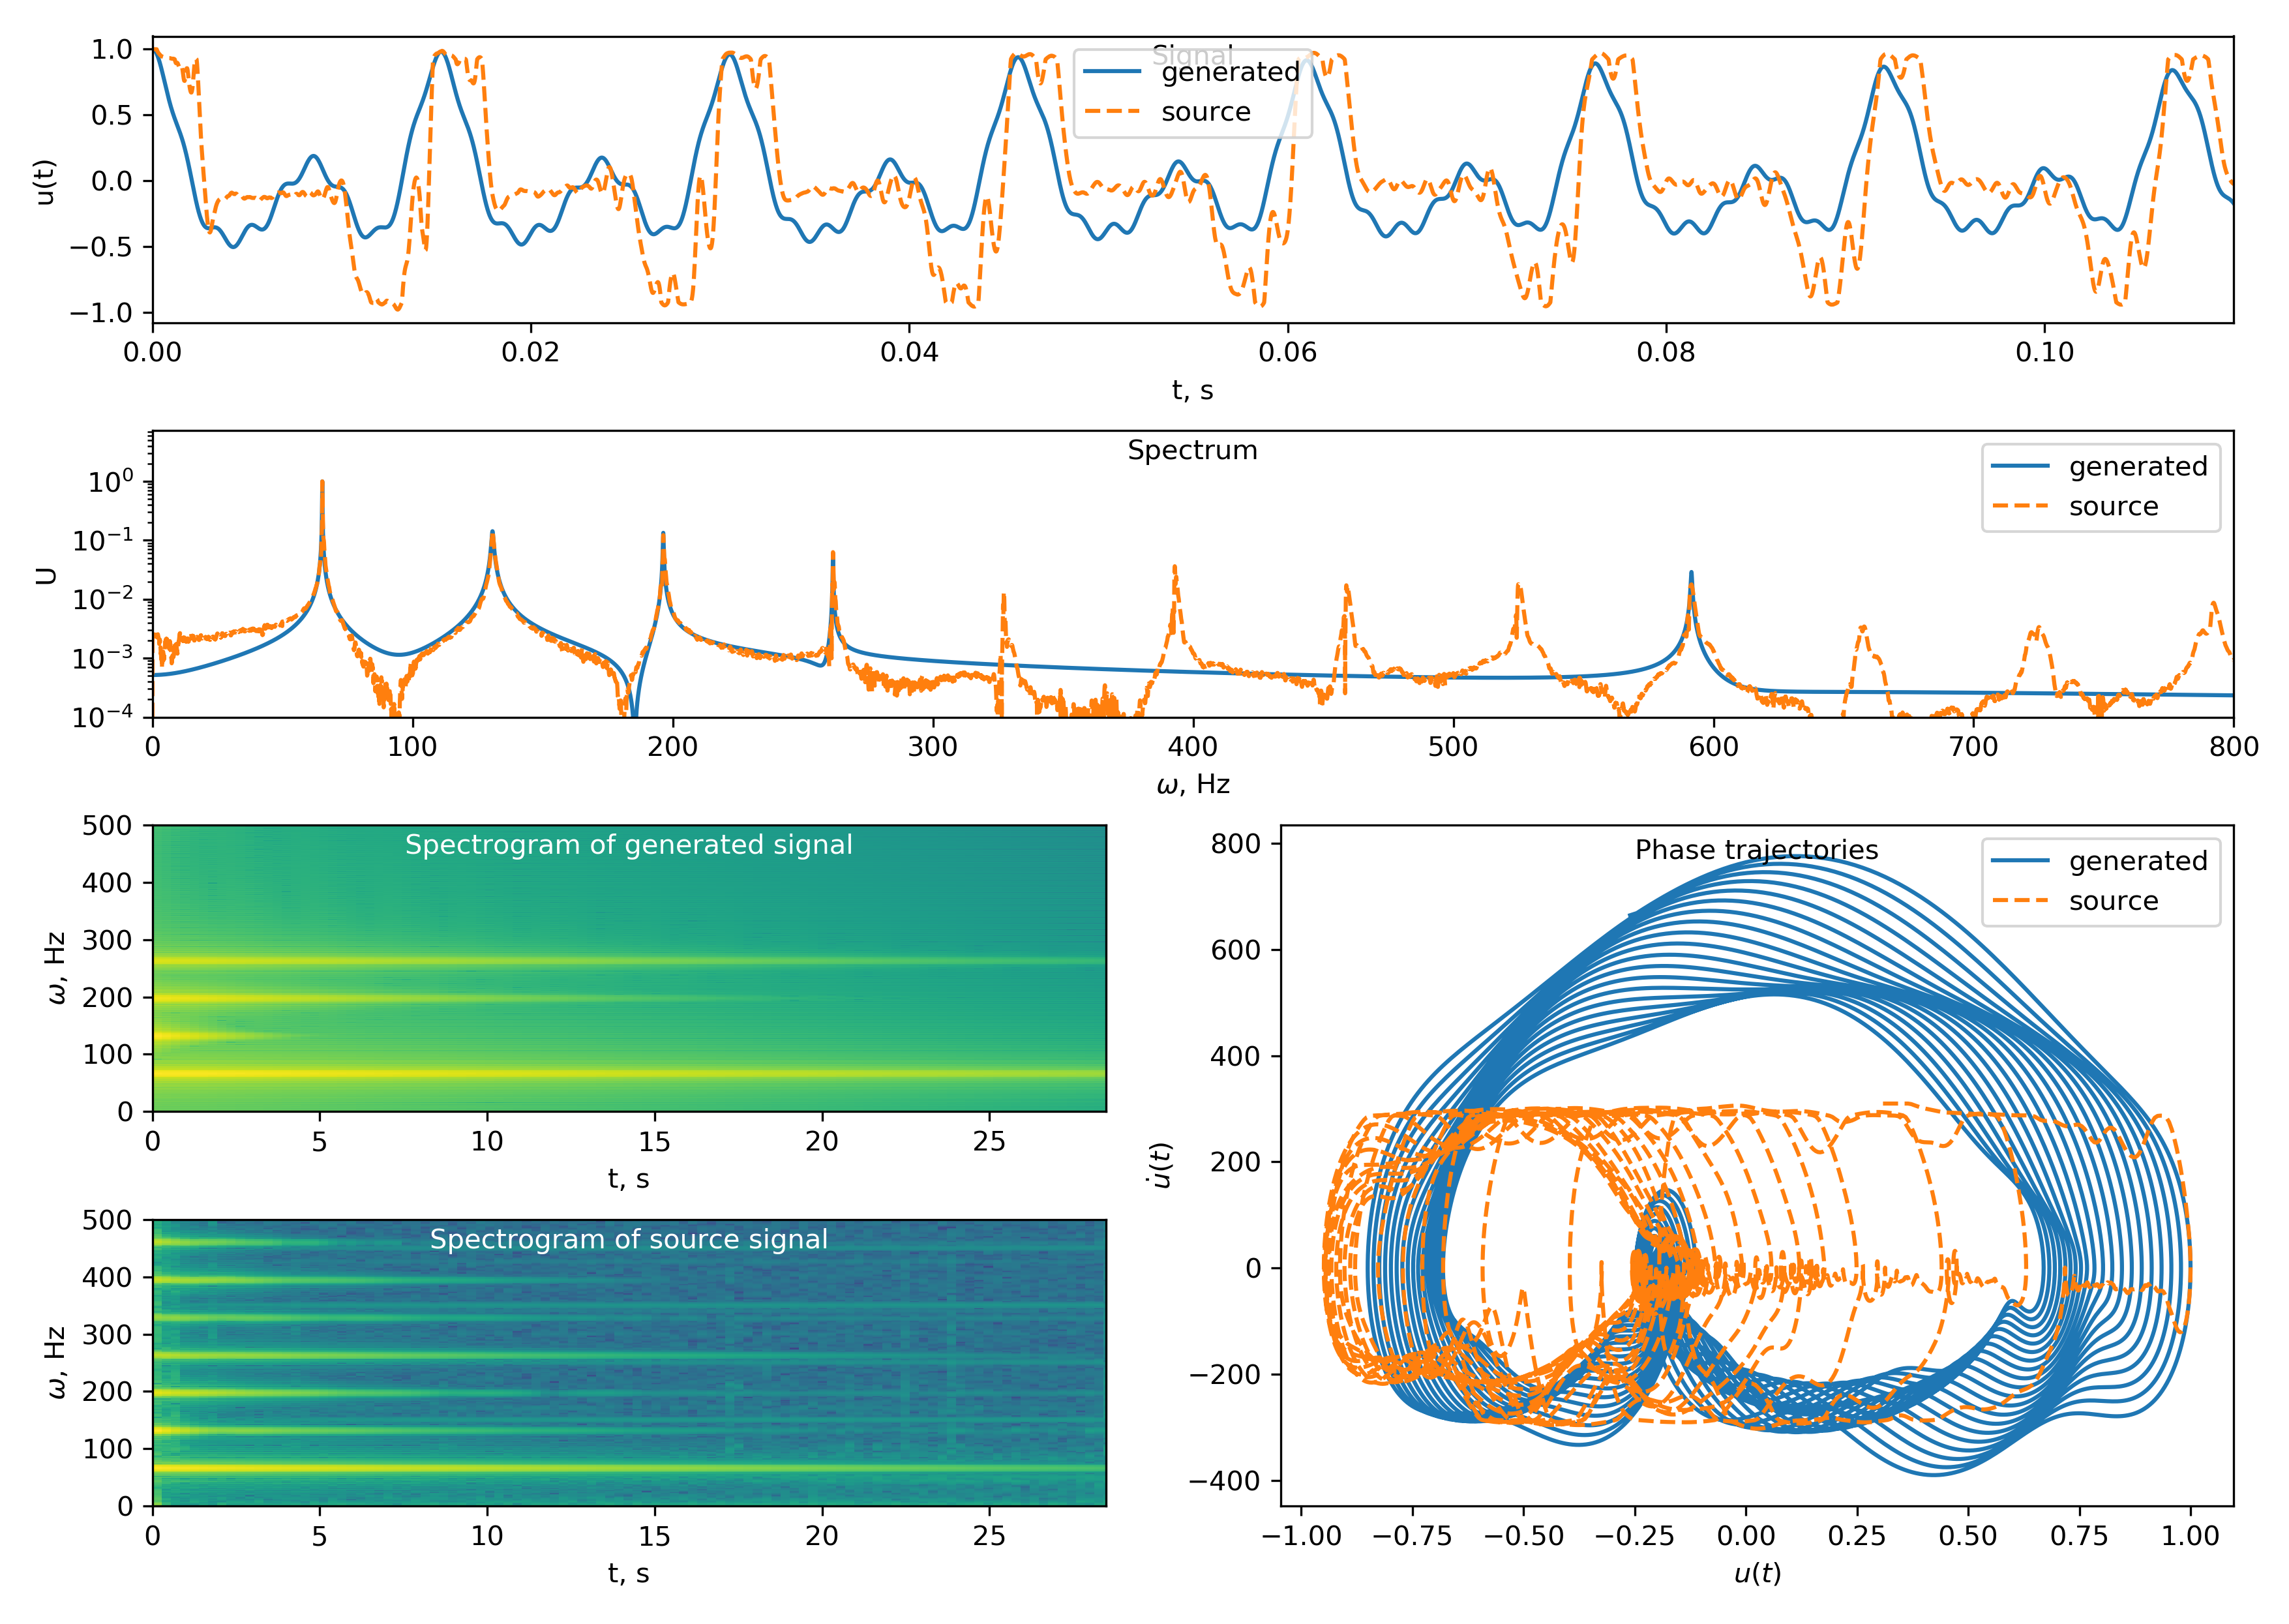 Signal
generated
source
1.0
0.5
0.0
−0.5
−1.0
u(t)
0.00 0.02 0.04 0.06 0.08 0.10
t, s
Spectrum
generated
source
10⁰
10⁻¹
10⁻²
10⁻³
10⁻⁴
U
0 100 200 300 400 500 600 700 800
ω, Hz
Spectrogram of generated signal
500
400
300
200
100
0
ω, Hz
0 5 10 15 20 25
t, s
Spectrogram of source signal
500
400
300
200
100
0
ω, Hz
0 5 10 15 20 25
t, s
Phase trajectories
generated
source
800
600
400
200
0
−200
−400
u̇(t)
−1.00 −0.75 −0.50 −0.25 0.00 0.25 0.50 0.75 1.00
u(t)